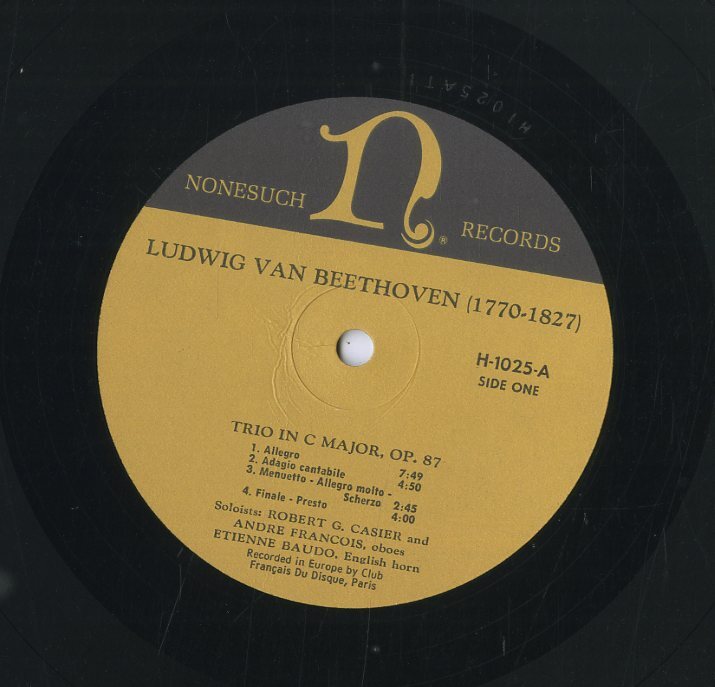 H1025AT1
n®
NONESUCH RECORDS
LUDWIG VAN BEETHOVEN (1770-1827)
H-1025-A
SIDE ONE
TRIO IN C MAJOR, OP. 87
1. Allegro 7:49
2. Adagio cantabile 4:50
3. Menuetto - Allegro molto -
Scherzo 2:45
4. Finale - Presto 4:00
Soloists: ROBERT G. CASIER and
ANDRE FRANCOIS, oboes
ETIENNE BAUDO, English horn
Recorded in Europe by Club
Français Du Disque, Paris